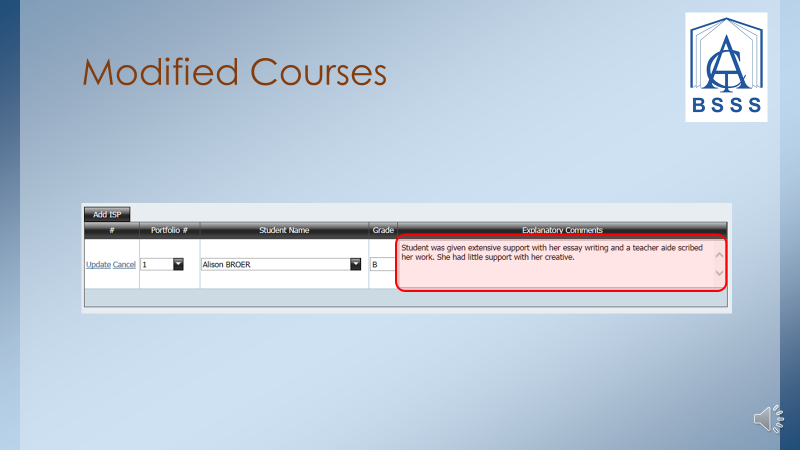 Modified Courses
ACT
BSSS
Add ISP
# Portfolio # Student Name Grade Explanatory Comments
Student was given extensive support with her essay writing and a teacher aide scribed
her work. She had little support with her creative.
Update Cancel 1 Alison BROER B